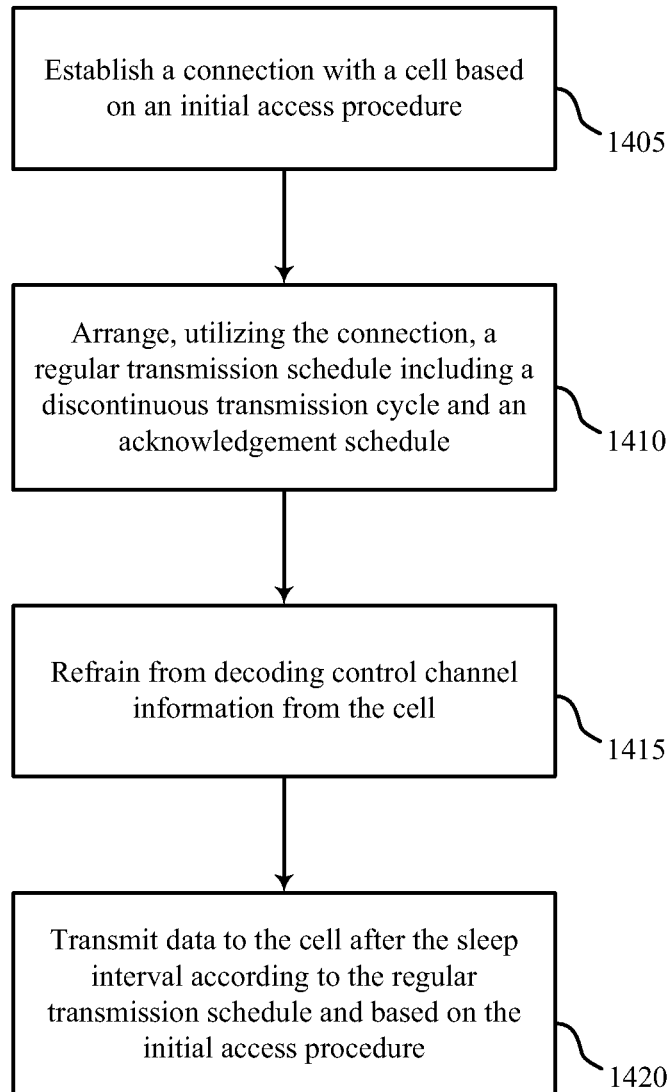 Establish a connection with a cell based
on an initial access procedure
1405
Arrange, utilizing the connection, a
regular transmission schedule including a
discontinuous transmission cycle and an
acknowledgement schedule
1410
Refrain from decoding control channel
information from the cell
1415
Transmit data to the cell after the sleep
interval according to the regular
transmission schedule and based on the
initial access procedure
1420